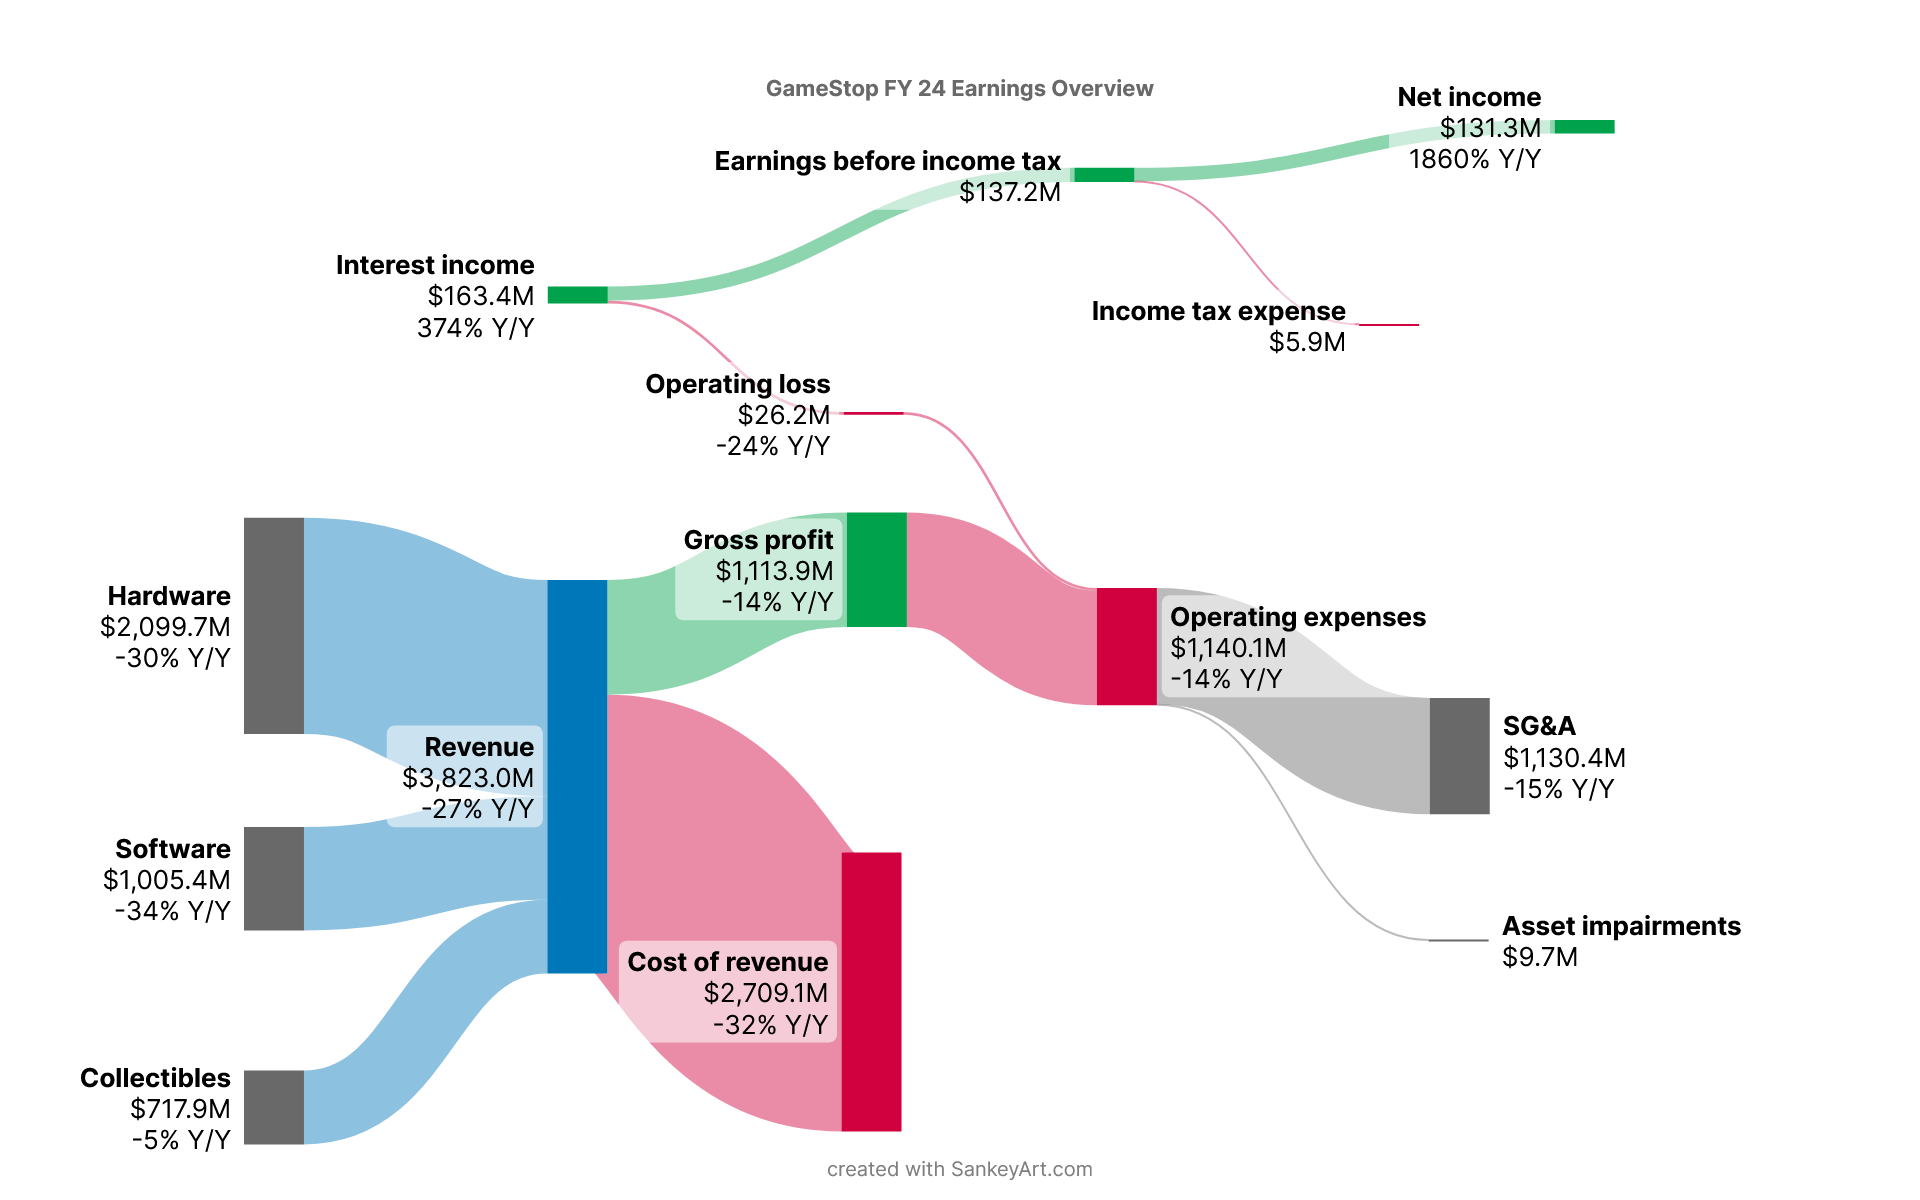 GameStop FY 24 Earnings Overview
Net income
$131.3M
1860% Y/Y
Earnings before income tax
$137.2M
Interest income
$163.4M
374% Y/Y
Income tax expense
$5.9M
Operating loss
$26.2M
-24% Y/Y
Gross profit
$1,113.9M
-14% Y/Y
Hardware
$2,099.7M
-30% Y/Y
Operating expenses
$1,140.1M
-14% Y/Y
Revenue
$3,823.0M
-27% Y/Y
SG&A
$1,130.4M
-15% Y/Y
Software
$1,005.4M
-34% Y/Y
Asset impairments
$9.7M
Cost of revenue
$2,709.1M
-32% Y/Y
Collectibles
$717.9M
-5% Y/Y
created with SankeyArt.com